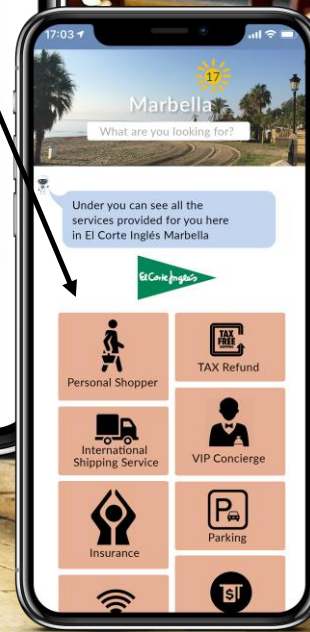 17:03
17
Marbella
What are you looking for?
Under you can see all the
services provided for you here
in El Corte Inglés Marbella
El Corte Inglés
Personal Shopper
TAX
FREE
TAX Refund
International
Shipping Service
VIP Concierge
Insurance
P
Parking
$